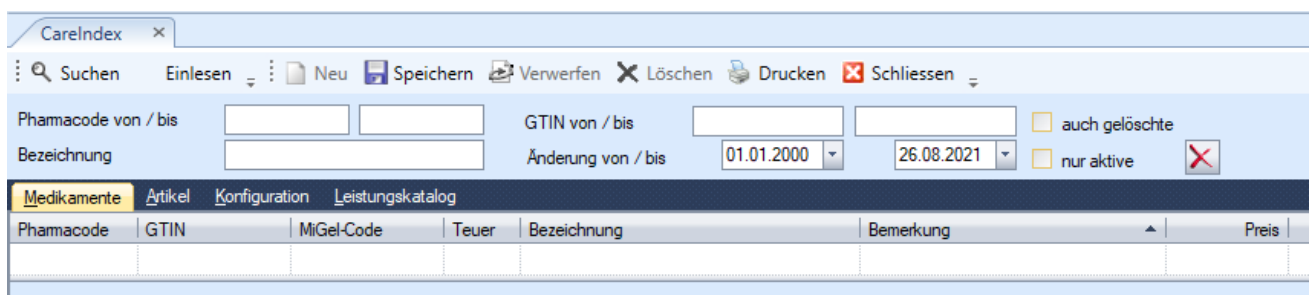 CareIndex
Suchen Einlesen Neu Speichern Verwerfen Löschen Drucken Schliessen
Pharmacode von / bis GTIN von / bis auch gelöschte
Bezeichnung Änderung von / bis 01.01.2000 26.08.2021 nur aktive
Medikamente Artikel Konfiguration Leistungskatalog
Pharmacode GTIN MiGel-Code Teuer Bezeichnung Bemerkung Preis